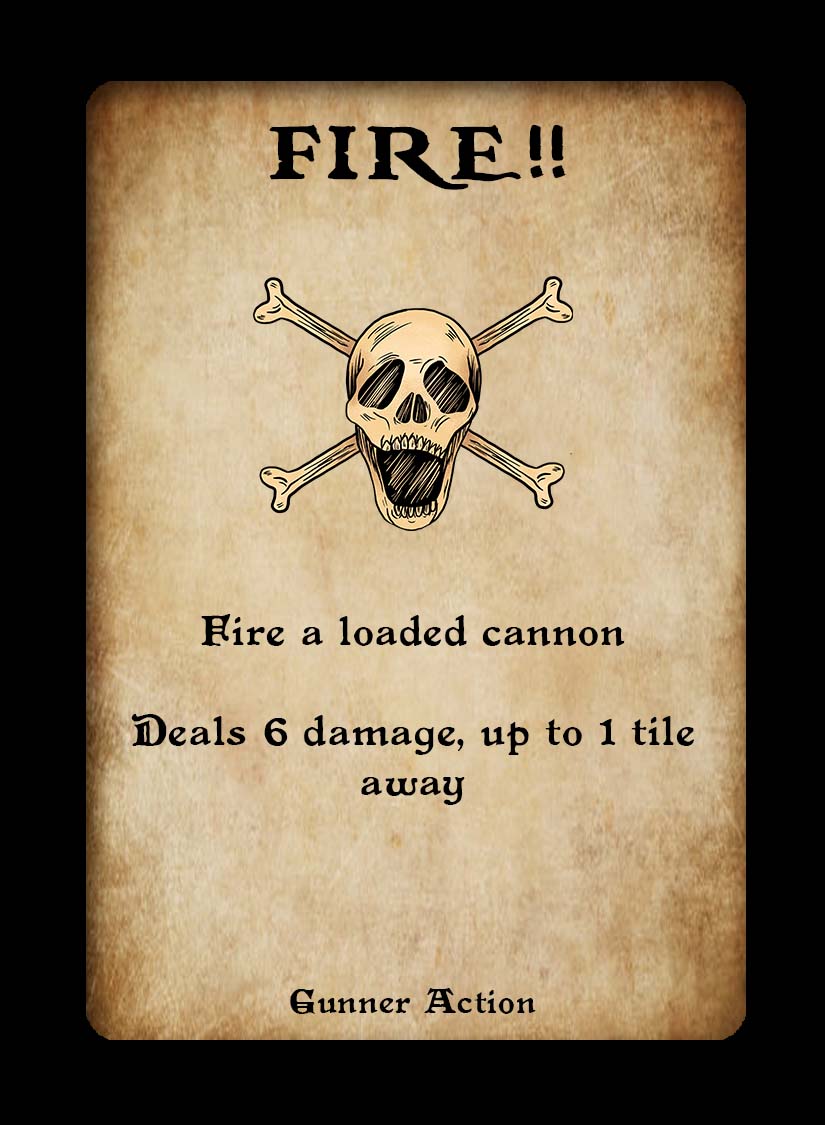 FIRE!!
Fire a loaded cannon
Deals 6 damage, up to 1 tile
away
Gunner Action